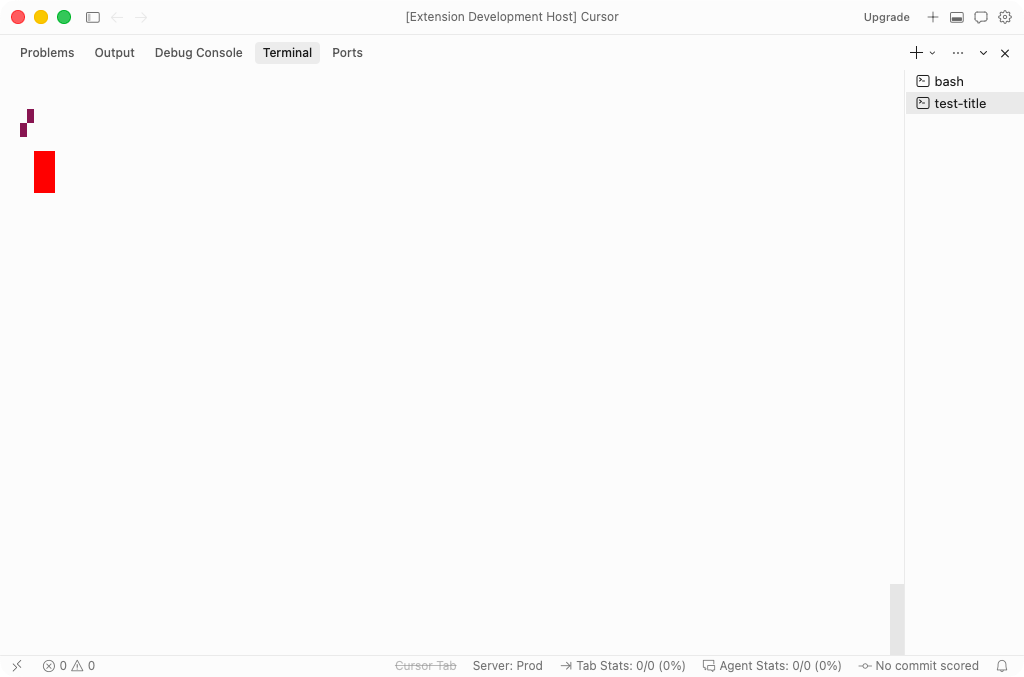 [Extension Development Host] Cursor
Upgrade
Problems Output Debug Console Terminal Ports
bash
test-title
0 0 Cursor Tab Server: Prod Tab Stats: 0/0 (0%) Agent Stats: 0/0 (0%) No commit scored